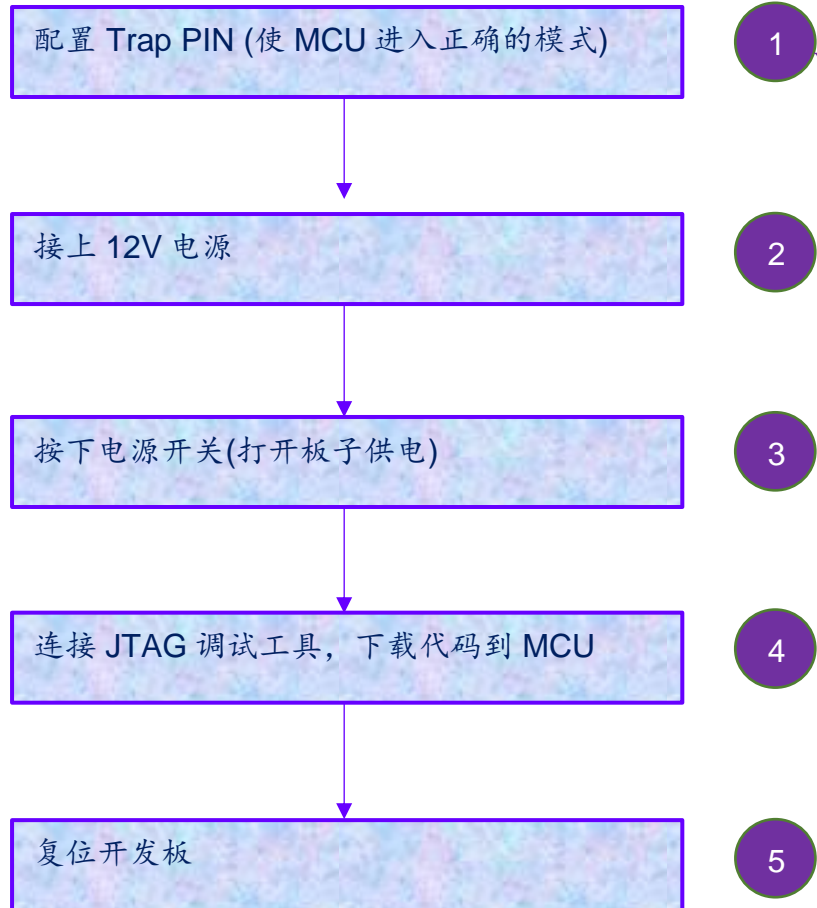 配置 Trap PIN (使 MCU 进入正确的模式)
1
接上 12V 电源
2
按下电源开关(打开板子供电)
3
连接 JTAG 调试工具，下载代码到 MCU
4
复位开发板
5